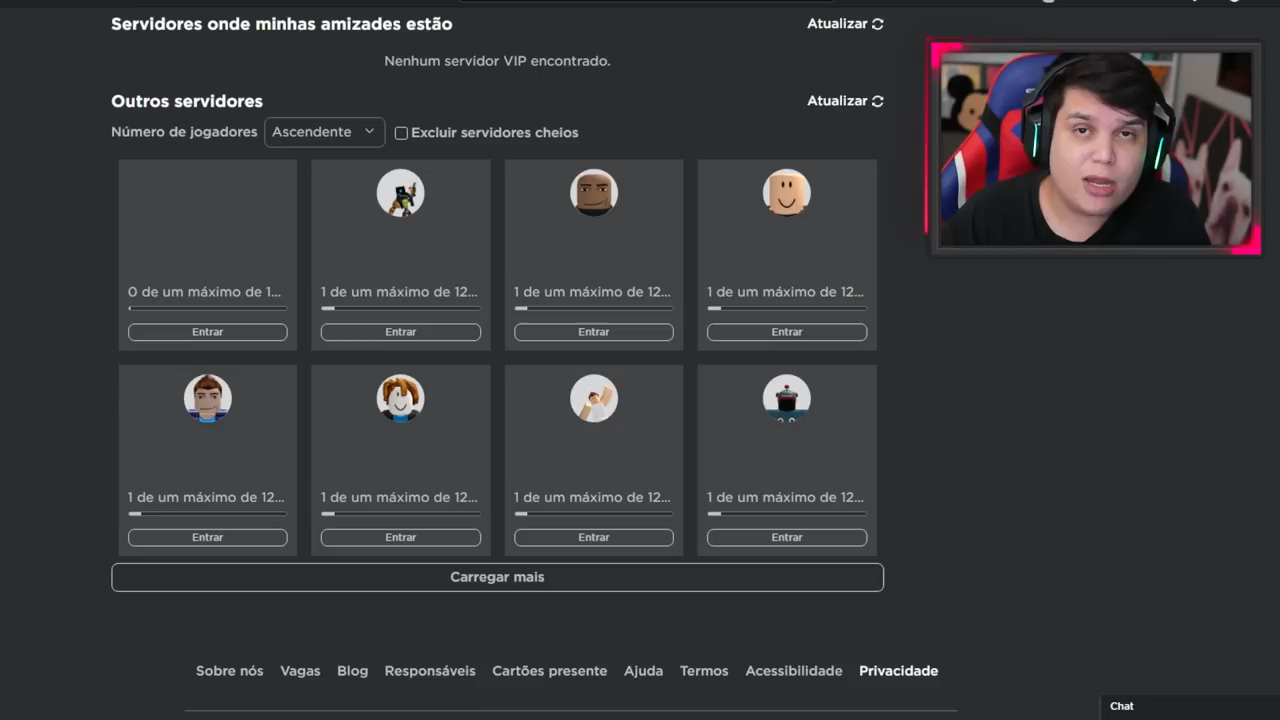 Servidores onde minhas amizades estão
Atualizar
Nenhum servidor VIP encontrado.
Outros servidores
Atualizar
Número de jogadores Ascendente Excluir servidores cheios
0 de um máximo de 1... 1 de um máximo de 12... 1 de um máximo de 12... 1 de um máximo de 12...
Entrar Entrar Entrar Entrar
1 de um máximo de 12... 1 de um máximo de 12... 1 de um máximo de 12... 1 de um máximo de 12...
Entrar Entrar Entrar Entrar
Carregar mais
Sobre nós Vagas Blog Responsáveis Cartões presente Ajuda Termos Acessibilidade Privacidade
Chat